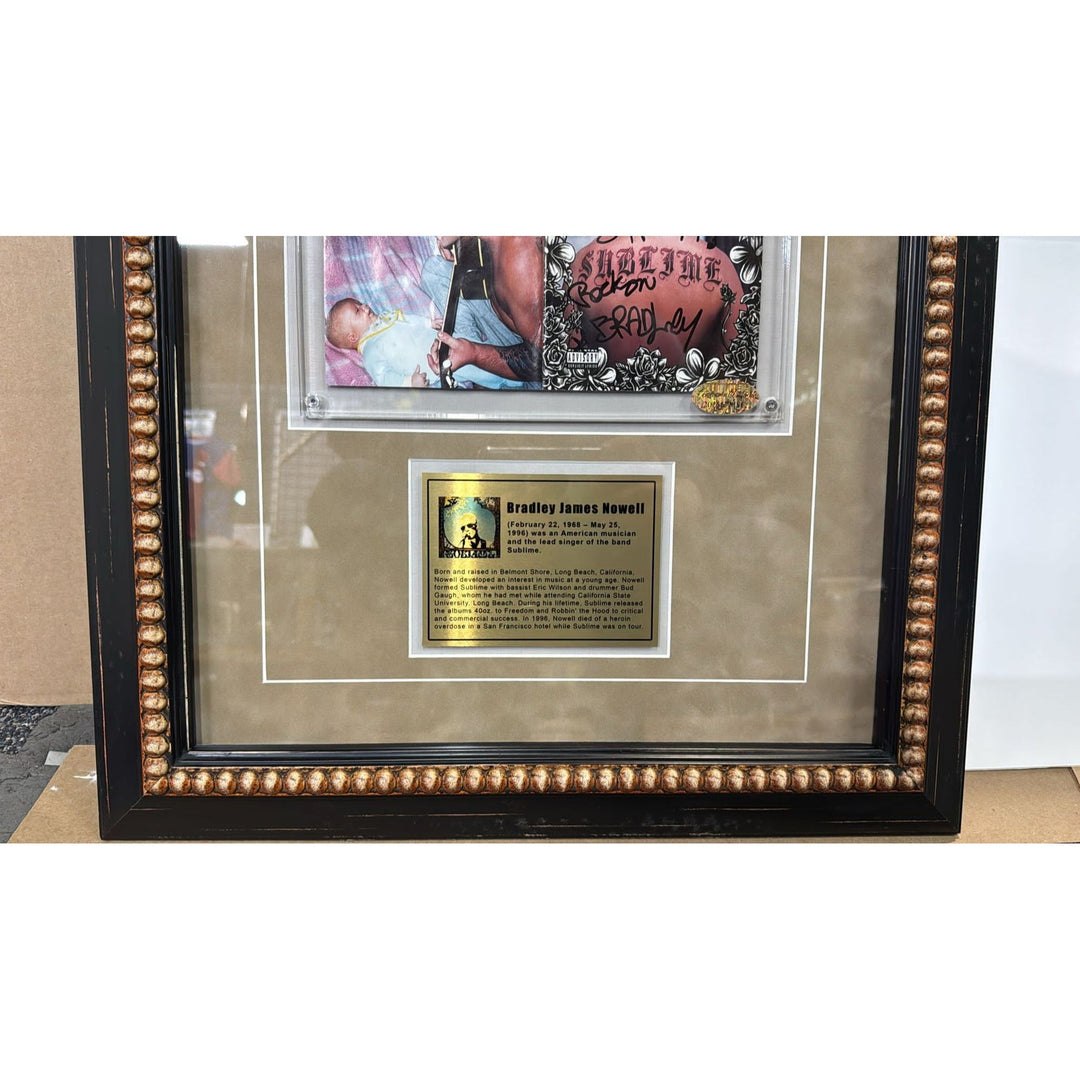 SUBLIME
Rock on
BRADley
ADVISORY
Bradley James Nowell
(February 22, 1968 – May 25,
1996) was an American musician
and the lead singer of the band
Sublime.
SUBLIME
Born and raised in Belmont Shore, Long Beach, California,
Nowell developed an interest in music at a young age. Nowell
formed Sublime with bassist Eric Wilson and drummer Bud
Gaugh, whom he had met while attending California State
University, Long Beach. During his lifetime, Sublime released
the albums 40oz. to Freedom and Robbin' the Hood to critical
and commercial success. In 1996, Nowell died of a heroin
overdose in a San Francisco hotel while Sublime was on tour.